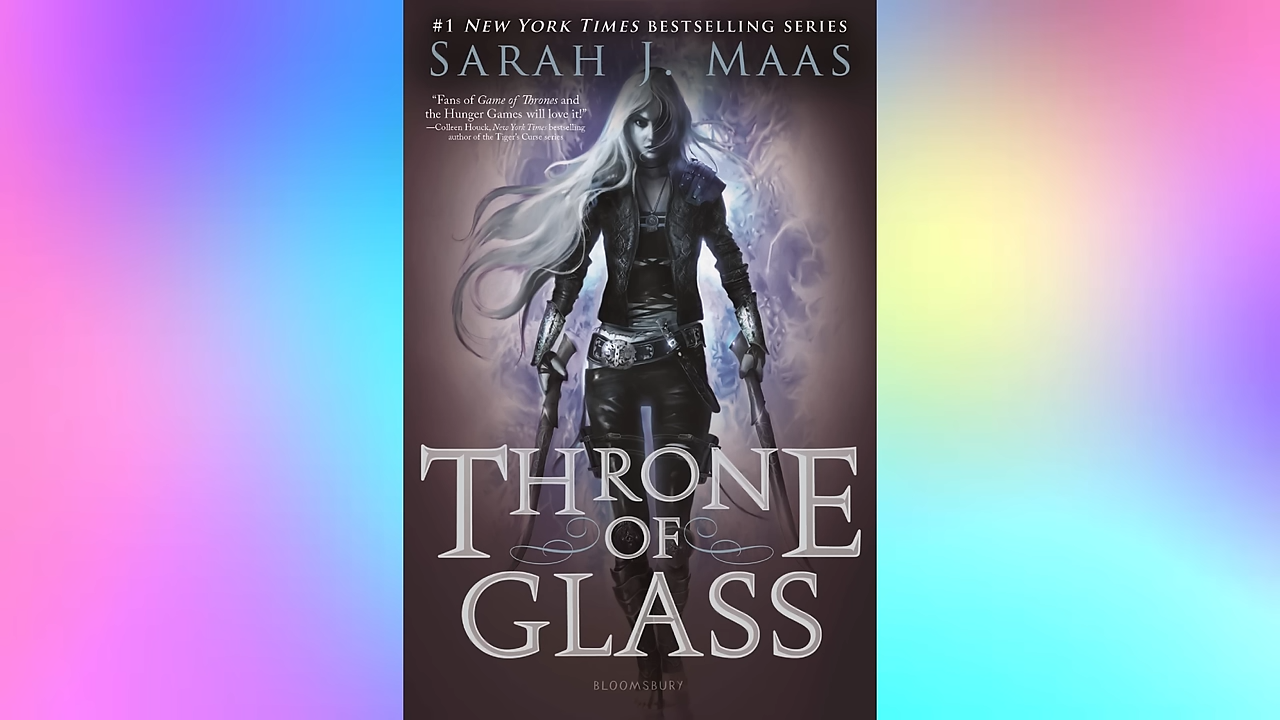 #1 NEW YORK TIMES BESTSELLING SERIES
SARAH J. MAAS
“Fans of Game of Thrones and
the Hunger Games will love it!”
—Colleen Houck, New York Times bestselling
author of the Tiger's Curse series
THRONE
OF
GLASS
BLOOMSBURY